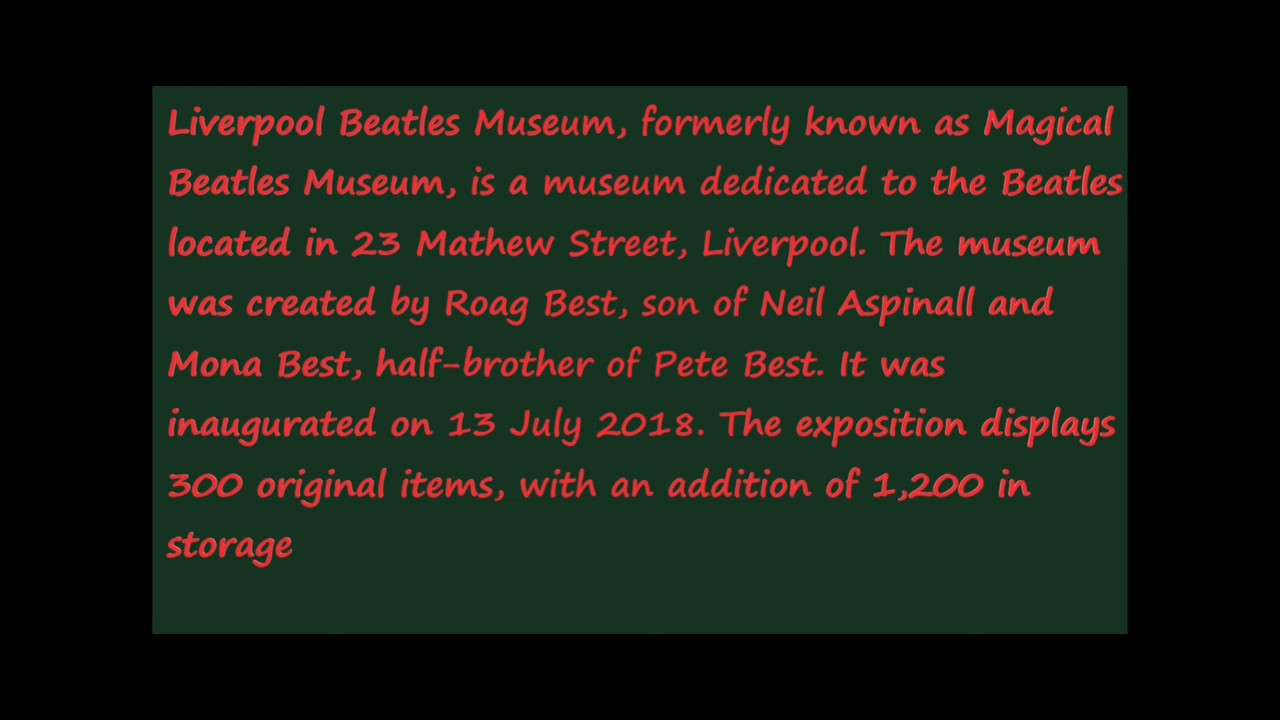 Liverpool Beatles Museum, formerly known as Magical
Beatles Museum, is a museum dedicated to the Beatles
located in 23 Mathew Street, Liverpool. The museum
was created by Roag Best, son of Neil Aspinall and
Mona Best, half-brother of Pete Best. It was
inaugurated on 13 July 2018. The exposition displays
300 original items, with an addition of 1,200 in
storage